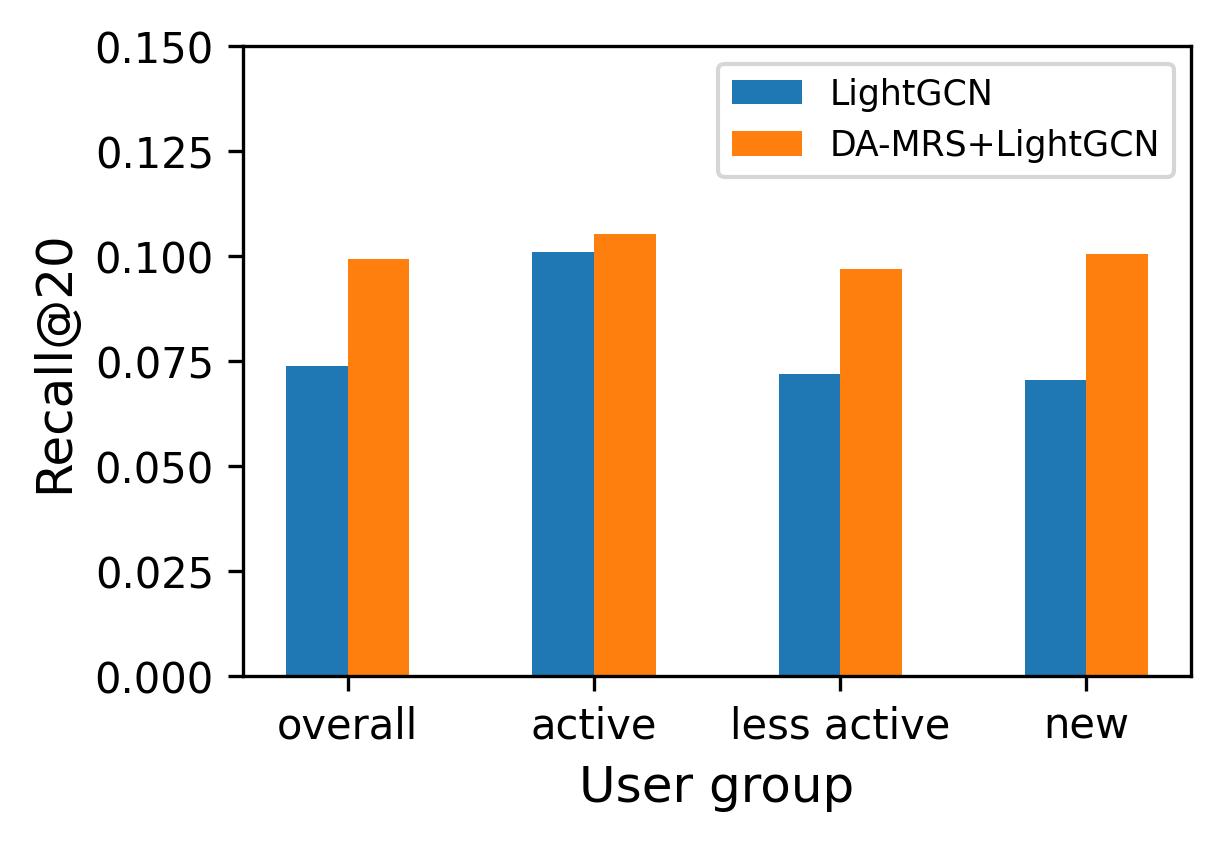 0.150
0.125
0.100
0.075
0.050
0.025
0.000
Recall@20
LightGCN
DA-MRS+LightGCN
overall
active
less active
new
User group